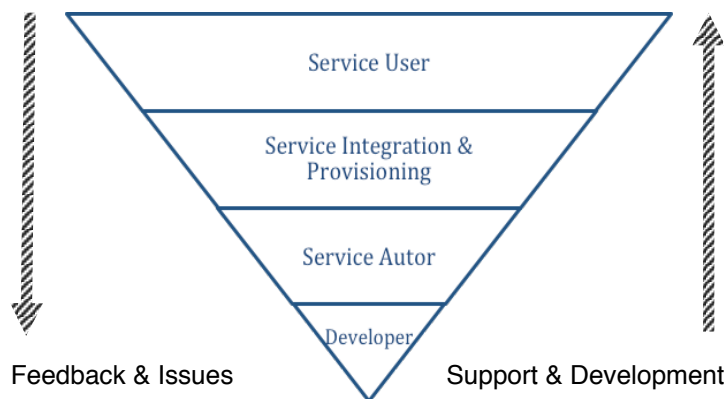 Service User
Service Integration &
Provisioning
Service Autor
Developer
Feedback & Issues
Support & Development